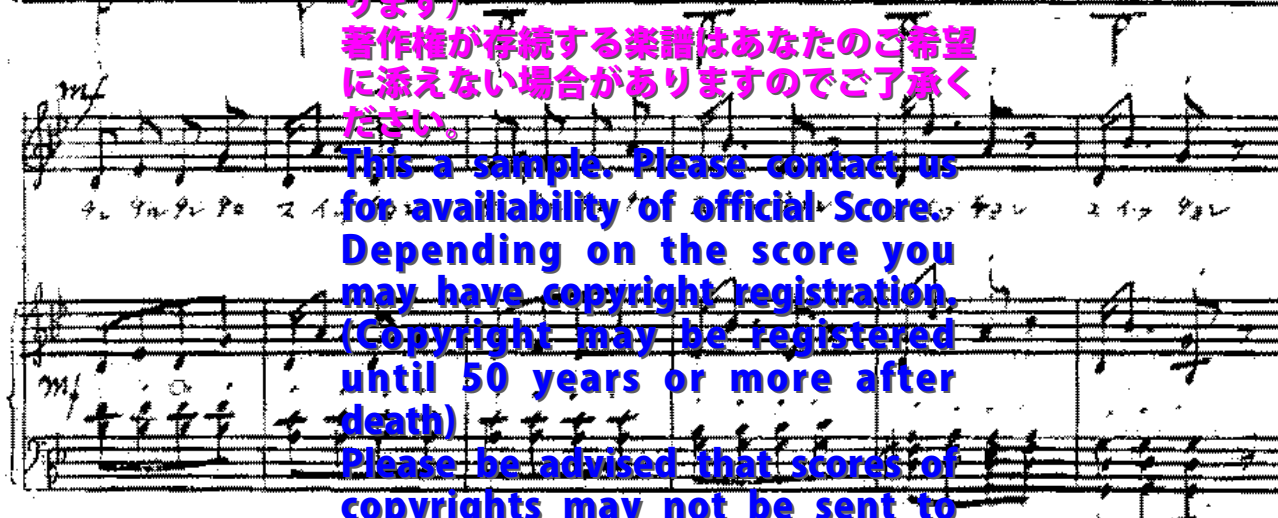 ります)
著作権が存続する楽譜はあなたのご希望
に添えない場合がありますのでご了承く
ださい。
This a sample. Please contact us
for availiability of official Score.
Depending on the score you
may have copyright registration.
(Copyright may be registered
until 50 years or more after
death)
Please be advised that scores of
copyrights may not be sent to
mf
mf